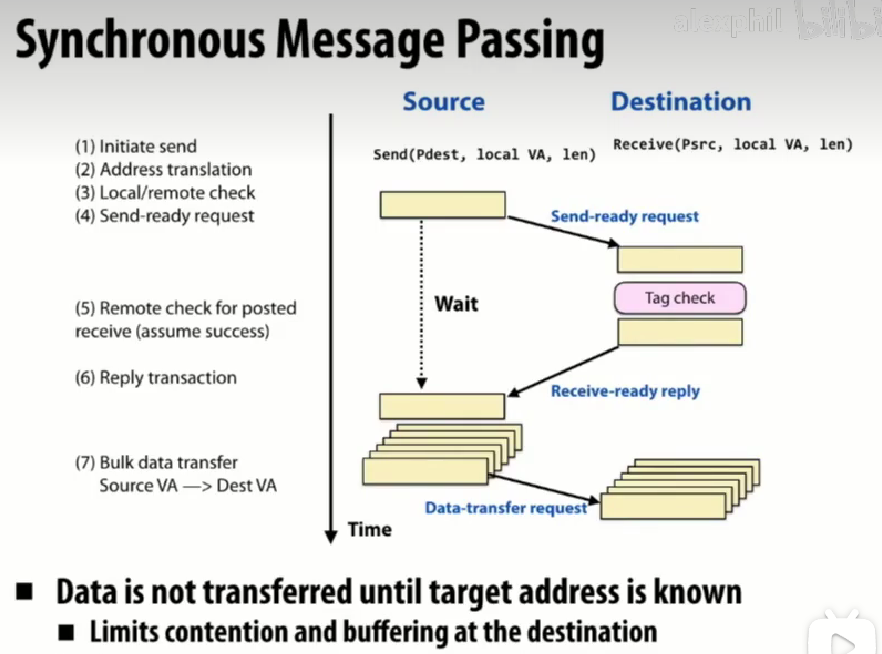 alexphil bilibili
Synchronous Message Passing
Source
Destination
(1) Initiate send
(2) Address translation
(3) Local/remote check
(4) Send-ready request
Send(Pdest, local VA, len)
Receive(Psrc, local VA, len)
Send-ready request
Tag check
Wait
(5) Remote check for posted
receive (assume success)
(6) Reply transaction
Receive-ready reply
(7) Bulk data transfer
Source VA —> Dest VA
Data-transfer request
Time
■ Data is not transferred until target address is known
■ Limits contention and buffering at the destination